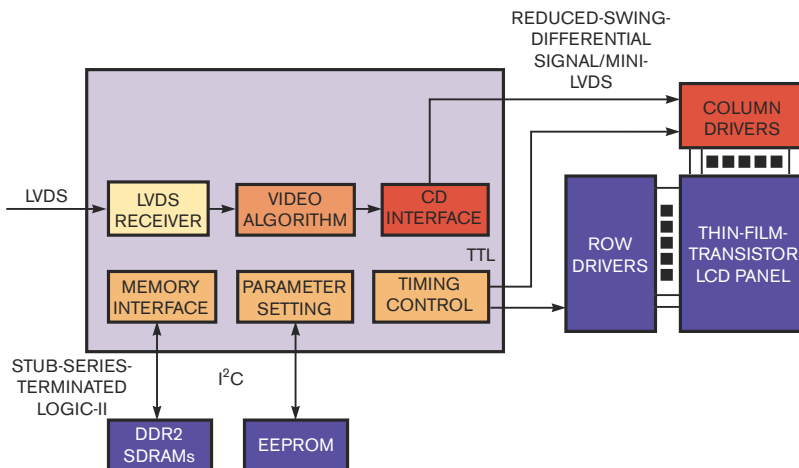 REDUCED-SWING-
DIFFERENTIAL
SIGNAL/MINI-
LVDS
COLUMN
DRIVERS
LVDS
LVDS
RECEIVER
VIDEO
ALGORITHM
CD
INTERFACE
TTL
ROW
DRIVERS
THIN-FILM-
TRANSISTOR
LCD PANEL
MEMORY
INTERFACE
PARAMETER
SETTING
TIMING
CONTROL
STUB-SERIES-
TERMINATED
LOGIC-II
I²C
DDR2
SDRAMs
EEPROM